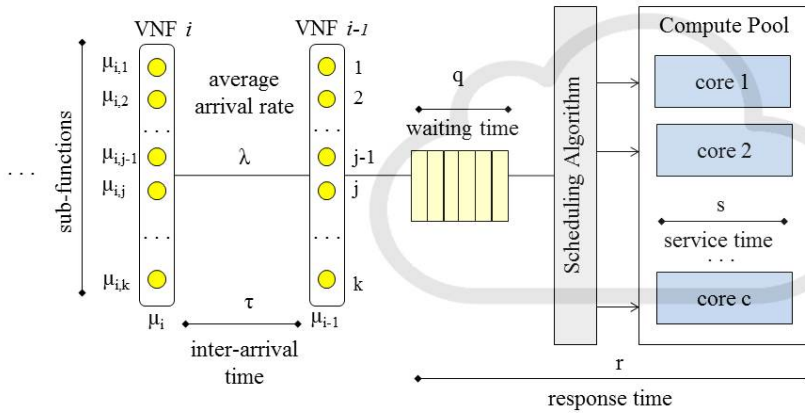 VNF i
VNF i-1
Compute Pool
μi,1
1
average
μi,2
arrival rate
2
. . .
. . .
μi,j-1
j-1
λ
μi,j
j
. . .
. . .
μi,k
k
. . .
sub-functions
τ
μi
μi-1
inter-arrival
time
q
waiting time
Scheduling Algorithm
core 1
core 2
s
service time
. . .
core c
r
response time